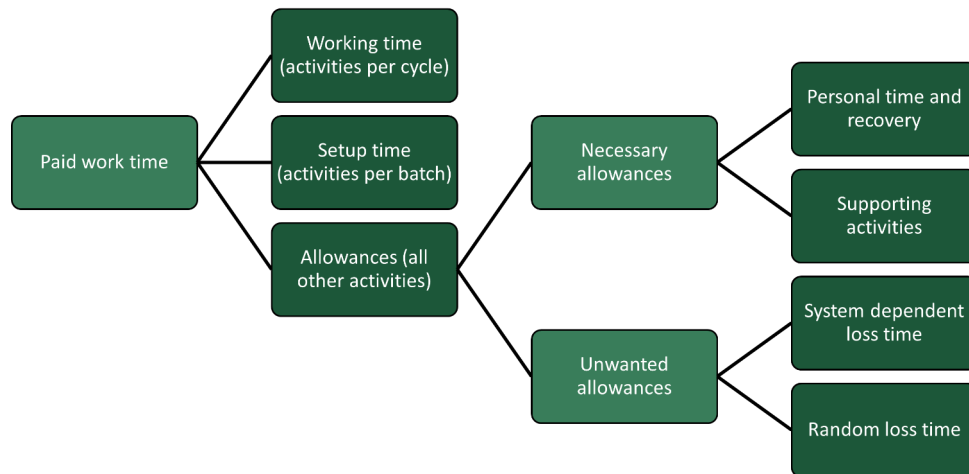 Paid work time
Working time
(activities per cycle)
Setup time
(activities per batch)
Allowances (all
other activities)
Necessary
allowances
Unwanted
allowances
Personal time and
recovery
Supporting
activities
System dependent
loss time
Random loss time